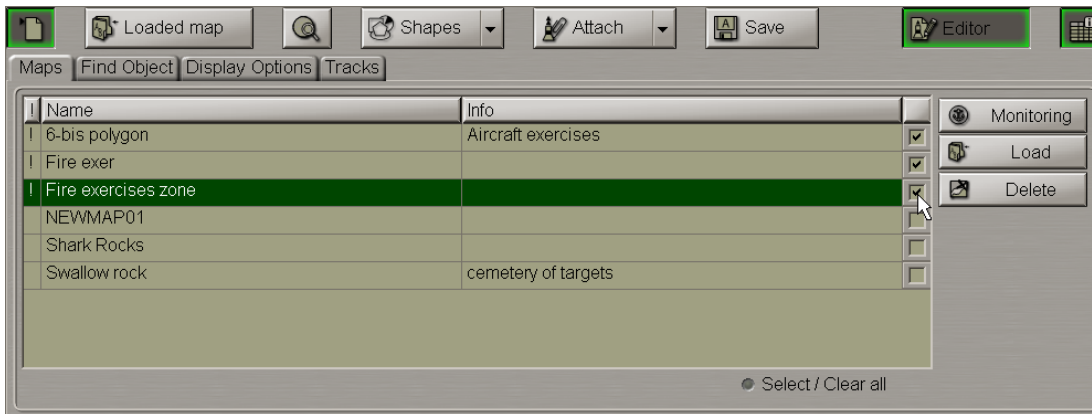 Loaded map Shapes Attach Save Editor
Maps Find Object Display Options Tracks
! Name Info
! 6-bis polygon Aircraft exercises
! Fire exer
! Fire exercises zone
NEWMAP01
Shark Rocks
Swallow rock cemetery of targets
Monitoring
Load
Delete
Select / Clear all